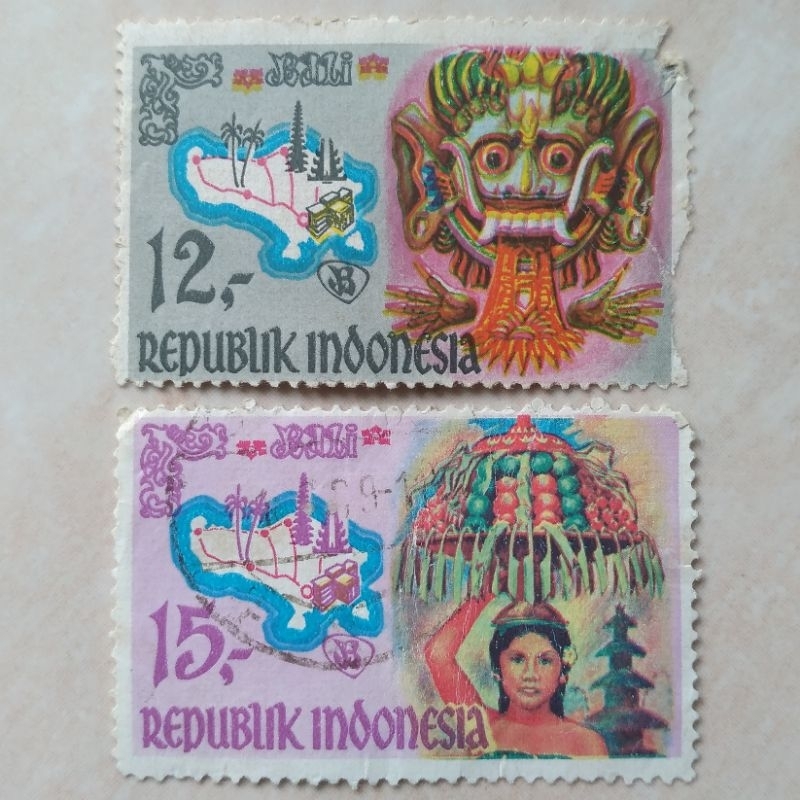 Bali
12,-
B
REPUBLIK INDONESIA
Bali
15,-
B
REPUBLIK INDONESIA